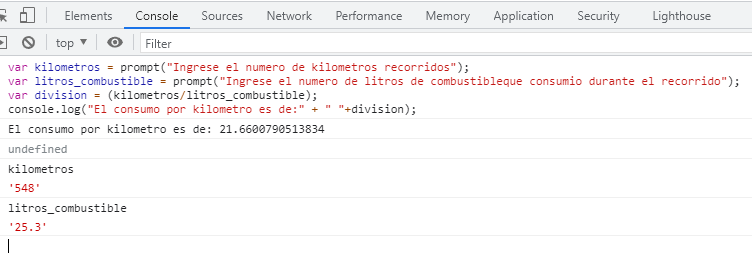 Elements Console Sources Network Performance Memory Application Security Lighthouse
top Filter
var kilometros = prompt("Ingrese el numero de kilometros recorridos");
var litros_combustible = prompt("Ingrese el numero de litros de combustibleque consumio durante el recorrido");
var division = (kilometros/litros_combustible);
console.log("El consumo por kilometro es de:" + " "+division);
El consumo por kilometro es de: 21.6600790513834
undefined
kilometros
'548'
litros_combustible
'25.3'